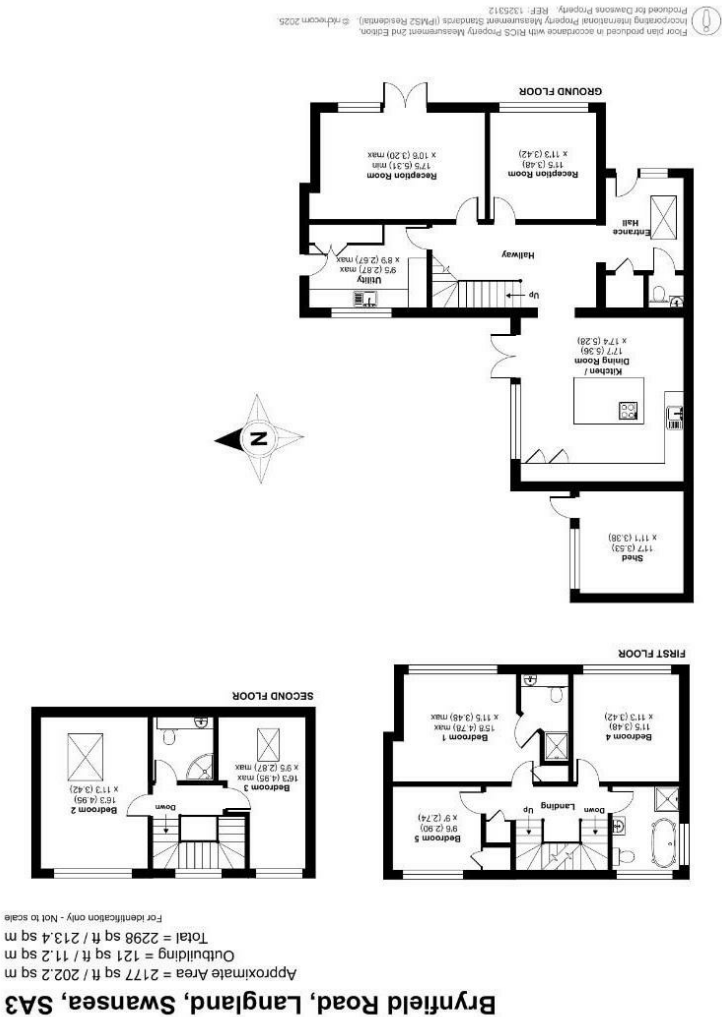 Brynfield Road, Langland, Swansea, SA3
Approximate Area = 2177 sq ft / 202.2 sq m
Outbuilding = 121 sq ft / 11.2 sq m
Total = 2298 sq ft / 213.4 sq m
For identification only - Not to scale
Down
Bedroom 5
9'6 (2.90)
x 9' (2.74)
Up
Landing
Down
Bedroom 1
15'8 (4.78) max
x 11'5 (3.48) max
Bedroom 4
11'5 (3.48)
x 11'3 (3.42)
FIRST FLOOR
Bedroom 2
16'3 (4.95)
x 11'3 (3.42)
Bedroom 3
16'3 (4.95) max
x 9'5 (2.87) max
SECOND FLOOR
Shed
11'7 (3.53)
x 11'1 (3.38)
Kitchen /
Dining Room
17'7 (5.36)
x 17'4 (5.28)
N
Up
Utility
9'5 (2.87) max
x 8'9 (2.67) max
Hallway
Entrance
Hall
Reception Room
17'5 (5.31) min
x 10'6 (3.20) max
Reception Room
11'5 (3.48)
x 11'3 (3.42)
GROUND FLOOR
Floor plan produced in accordance with RICS Property Measurement 2nd Edition,
Incorporating International Property Measurement Standards (IPMS2 Residential). © nichecom 2025.
Produced for Dawsons Property. REF: 1325312